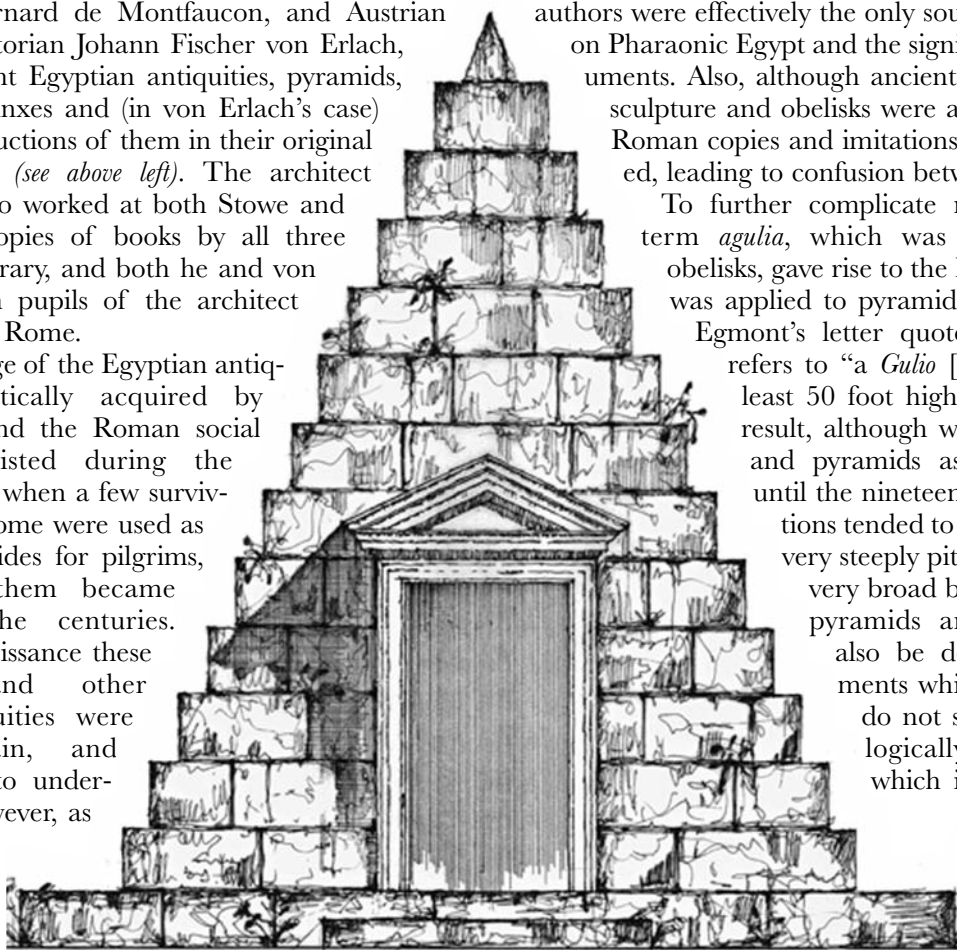 rnard de Montfaucon, and Austrian
torian Johann Fischer von Erlach,
nt Egyptian antiquities, pyramids,
nxes and (in von Erlach's case)
uctions of them in their original
(see above left). The architect
o worked at both Stowe and
opies of books by all three
rary, and both he and von
n pupils of the architect
Rome.
ge of the Egyptian antiq-
tically acquired by
nd the Roman social
isted during the
when a few surviv-
ome were used as
ides for pilgrims,
them became
he centuries.
issance these
nd other
uities were
in, and
to under-
vever, as
authors were effectively the only sou
on Pharaonic Egypt and the signi
uments. Also, although ancient
sculpture and obelisks were a
Roman copies and imitations
ed, leading to confusion betw
To further complicate
term agulia, which was
obelisks, gave rise to the
was applied to pyramid
Egmont's letter quot
refers to “a Gulio [
least 50 foot high
result, although w
and pyramids as
until the nineteen
tions tended to
very steeply pit
very broad b
pyramids an
also be d
ments whi
do not s
logically
which i